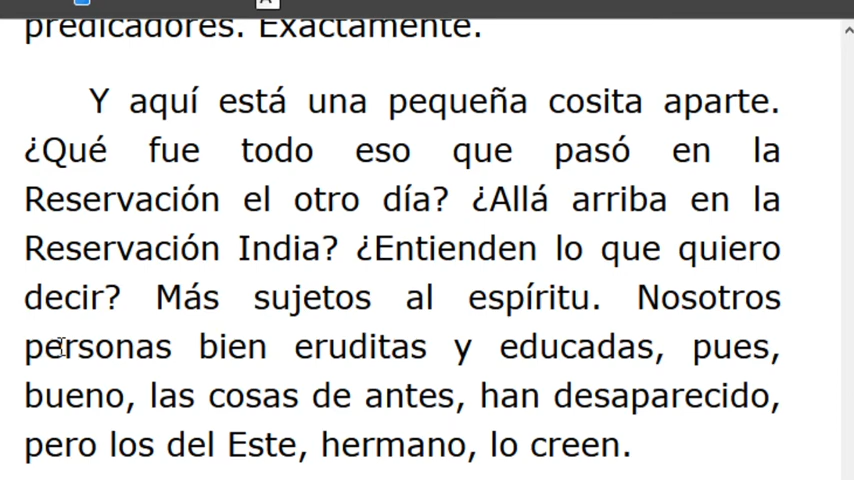 predicadores. Exactamente.
Y aquí está una pequeña cosita aparte.
¿Qué fue todo eso que pasó en la
Reservación el otro día? ¿Allá arriba en la
Reservación India? ¿Entienden lo que quiero
decir? Más sujetos al espíritu. Nosotros
personas bien eruditas y educadas, pues,
bueno, las cosas de antes, han desaparecido,
pero los del Este, hermano, lo creen.